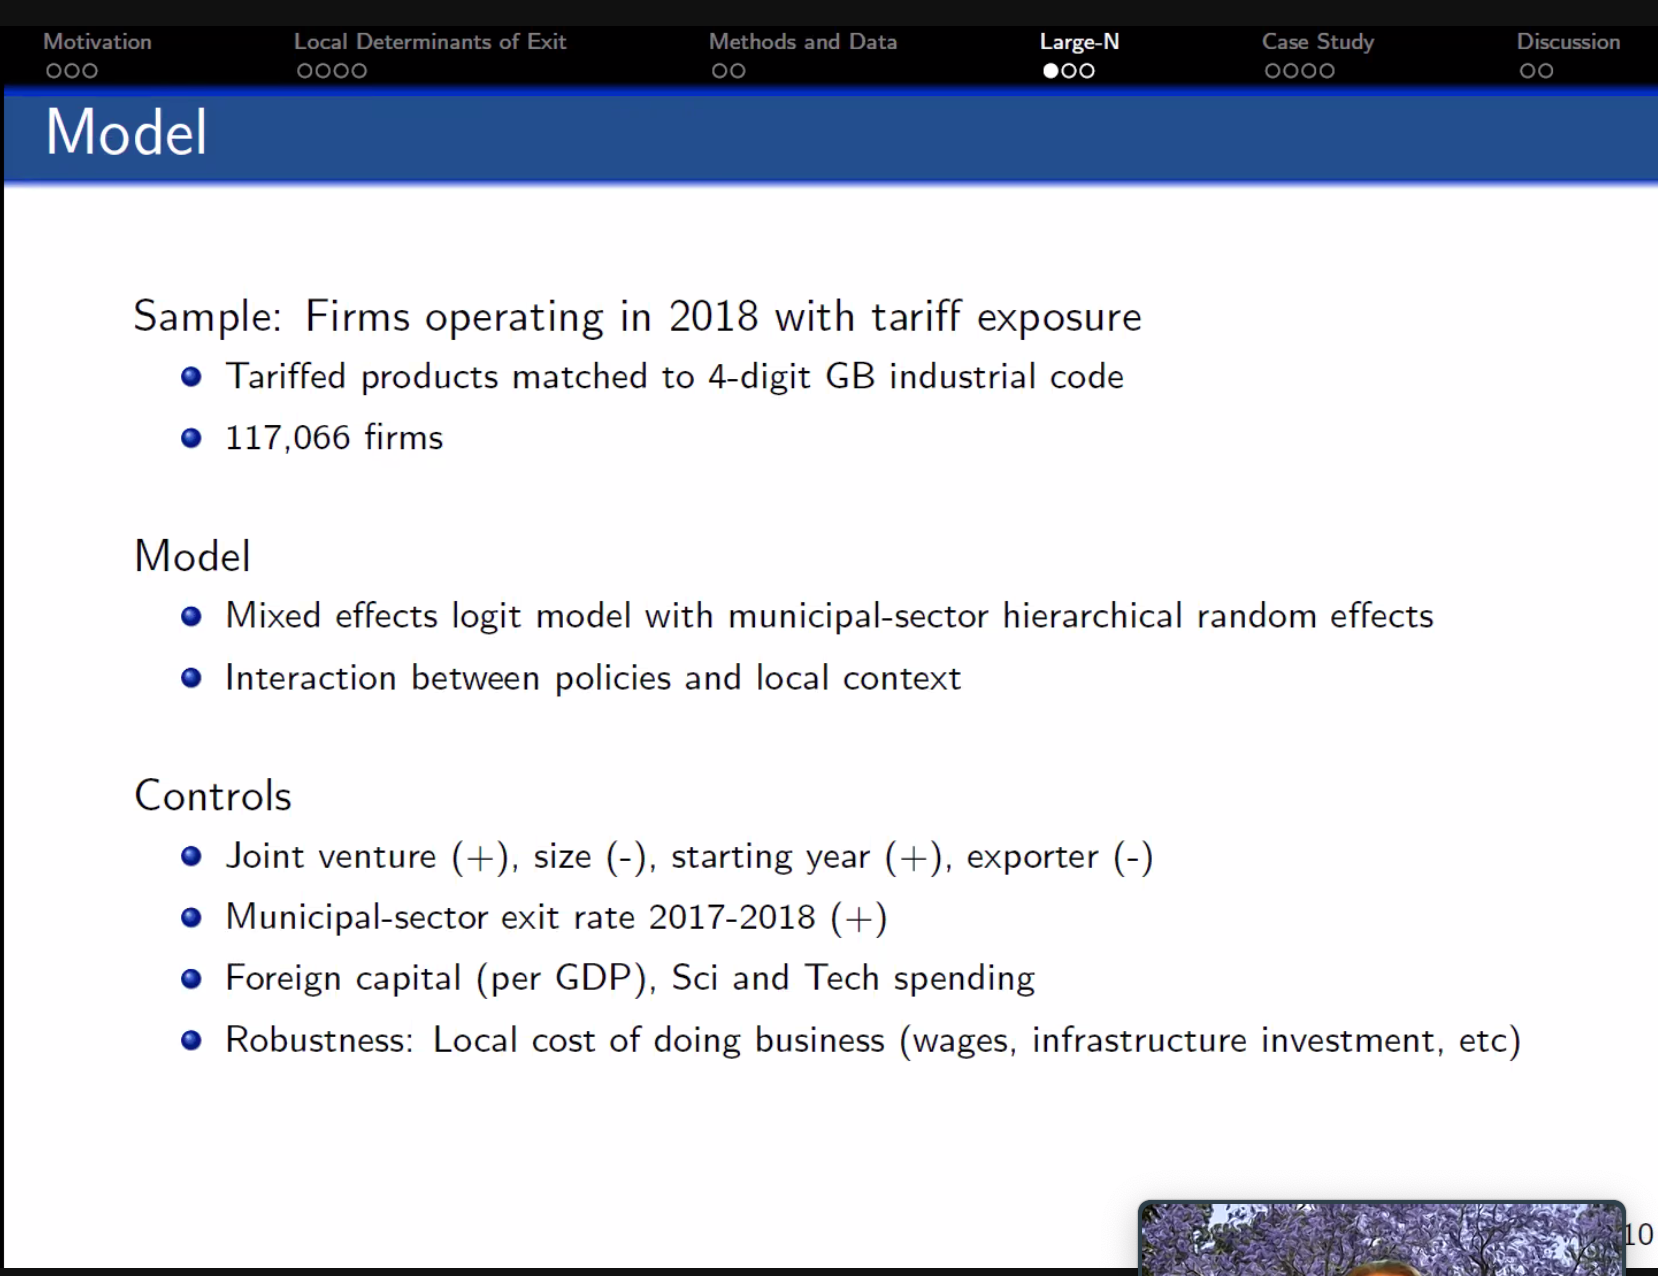 Motivation Local Determinants of Exit Methods and Data Large-N Case Study Discussion
Model
Sample: Firms operating in 2018 with tariff exposure
Tariffed products matched to 4-digit GB industrial code
117,066 firms
Model
Mixed effects logit model with municipal-sector hierarchical random effects
Interaction between policies and local context
Controls
Joint venture (+), size (-), starting year (+), exporter (-)
Municipal-sector exit rate 2017-2018 (+)
Foreign capital (per GDP), Sci and Tech spending
Robustness: Local cost of doing business (wages, infrastructure investment, etc)
10